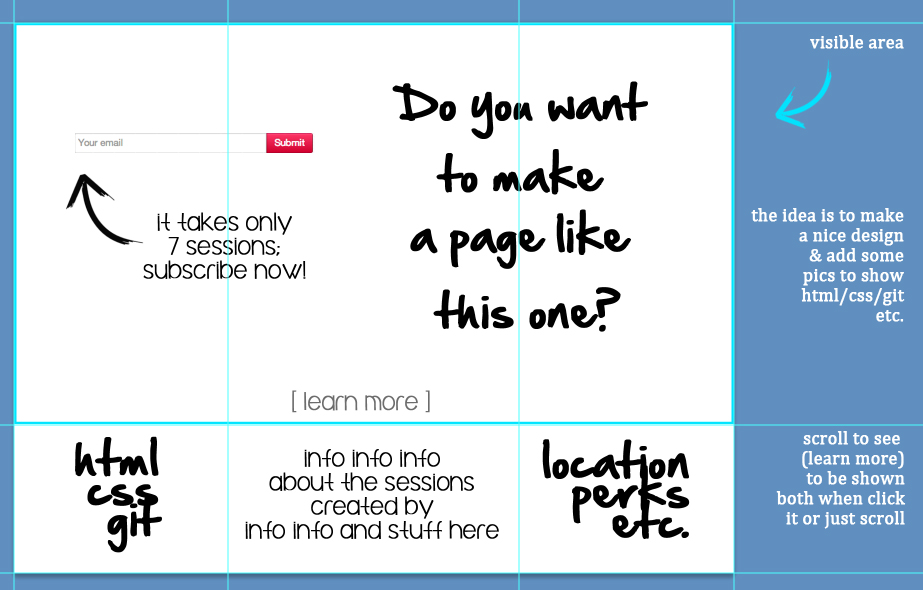 visible area
Do you want
to make
a page like
this one?
Your email
Submit
it takes only
7 sessions;
subscribe now!
the idea is to make
a nice design
& add some
pics to show
html/css/git
etc.
[ learn more ]
html
css
git
info info info
about the sessions
created by
info info and stuff here
location
perks
etc.
scroll to see
(learn more)
to be shown
both when click
it or just scroll